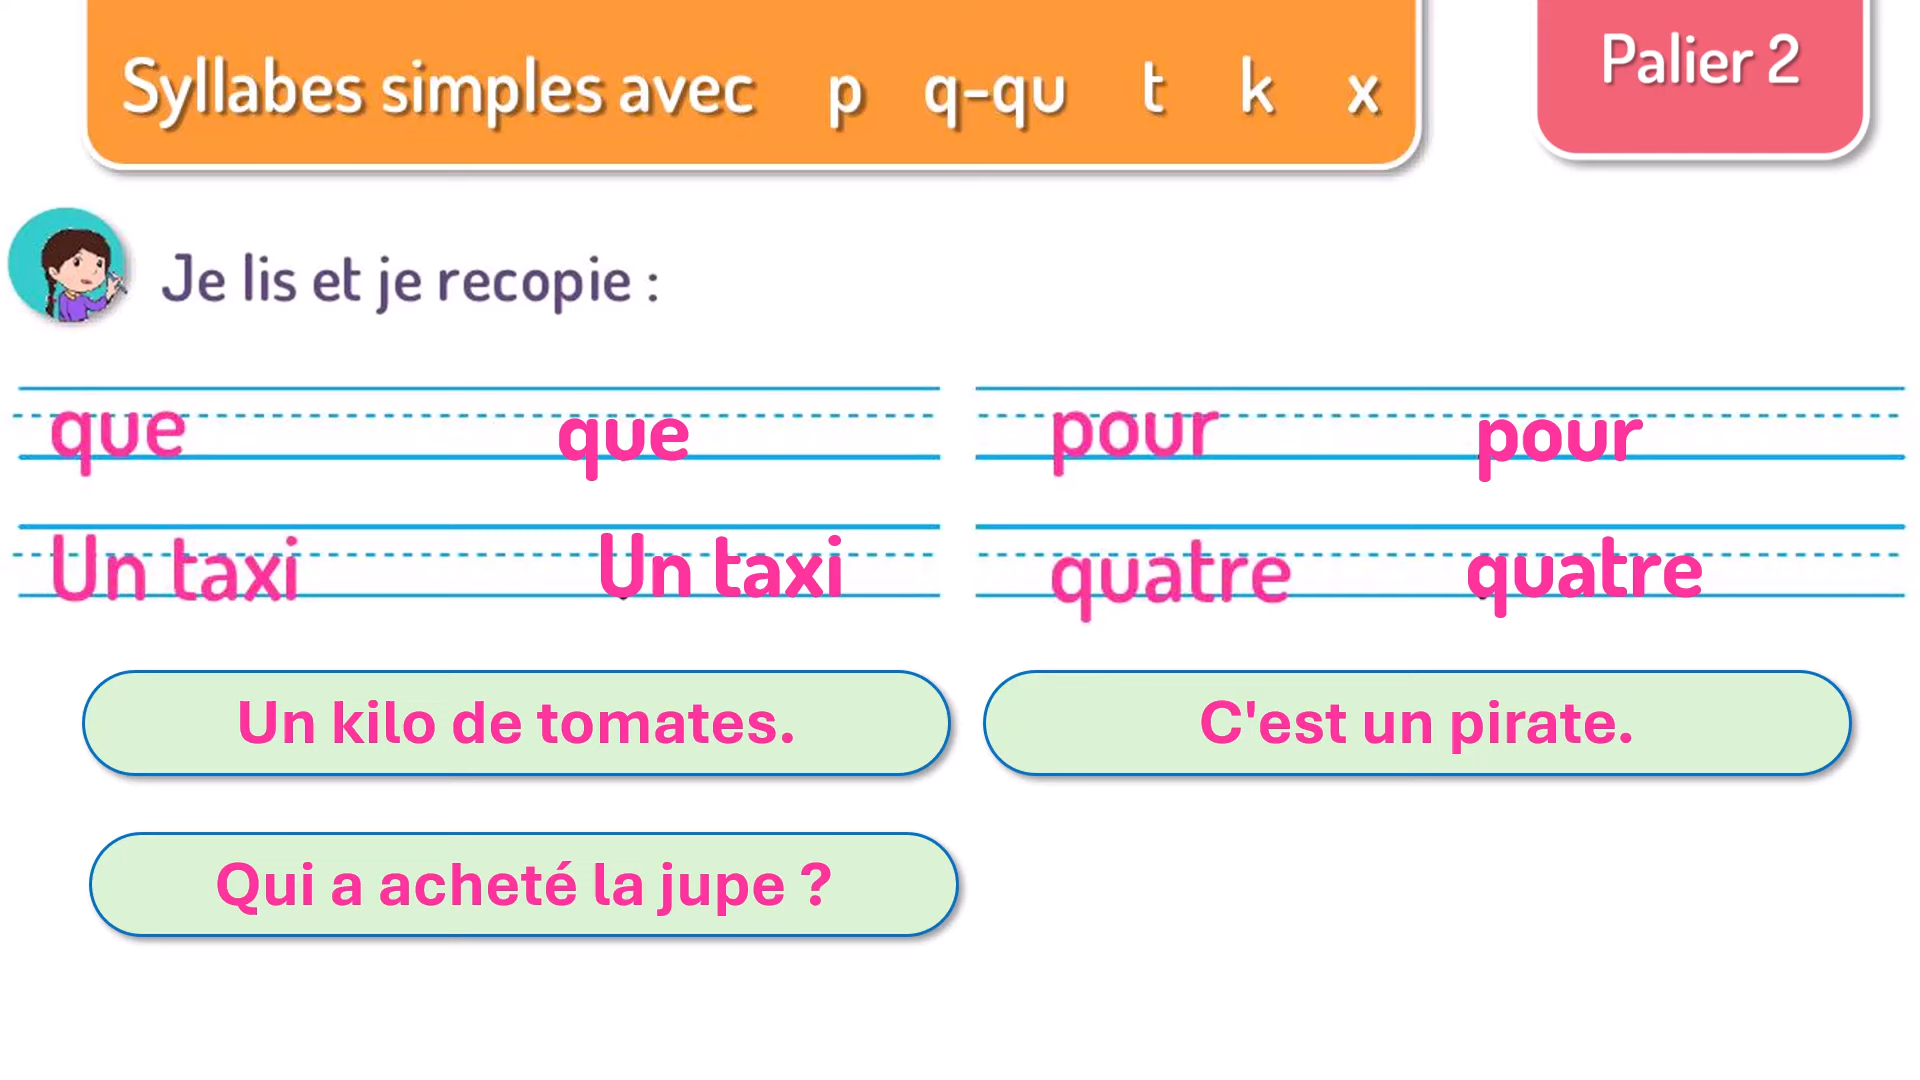 Syllabes simples avec p q-qu t k x
Palier 2
Je lis et je recopie :
que que pour pour
Un taxi Un taxi quatre quatre
Un kilo de tomates. C'est un pirate.
Qui a acheté la jupe ?